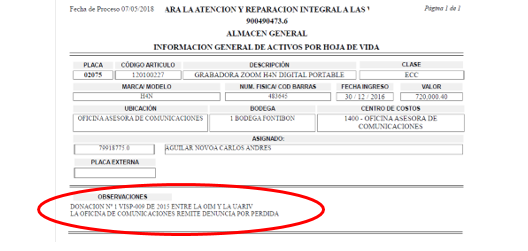 Fecha de Proceso 07/05/2018 ARA LA ATENCION Y REPARACION INTEGRAL A LAS Página 1 de 1
900490473.6
ALMACEN GENERAL
INFORMACION GENERAL DE ACTIVOS POR HOJA DE VIDA
PLACA CÓDIGO ARTICULO DESCRIPCIÓN CLASE
02075 120100227 GRABADORA ZOOM H4N DIGITAL PORTABLE ECC
MARCA/ MODELO NUM. FISICA/ COD BARRAS FECHA INGRESO VALOR
H4N 483645 30 / 12 / 2016 720,000.40
UBICACIÓN BODEGA CENTRO DE COSTOS
OFICINA ASESORA DE COMUNICACIONES 1 BODEGA FONTIBON 1400 - OFICINA ASESORA DE
COMUNICACIONES
ASIGNADO:
79918775.0 AGUILAR NOVOA CARLOS ANDRES
PLACA EXTERNA
OBSERVACIONES
DONACION Nº 1 VISP-009 DE 2015 ENTRE LA OIM Y LA UARIV
LA OFICINA DE COMUNICACIONES REMITE DENUNCIA POR PERDIDA